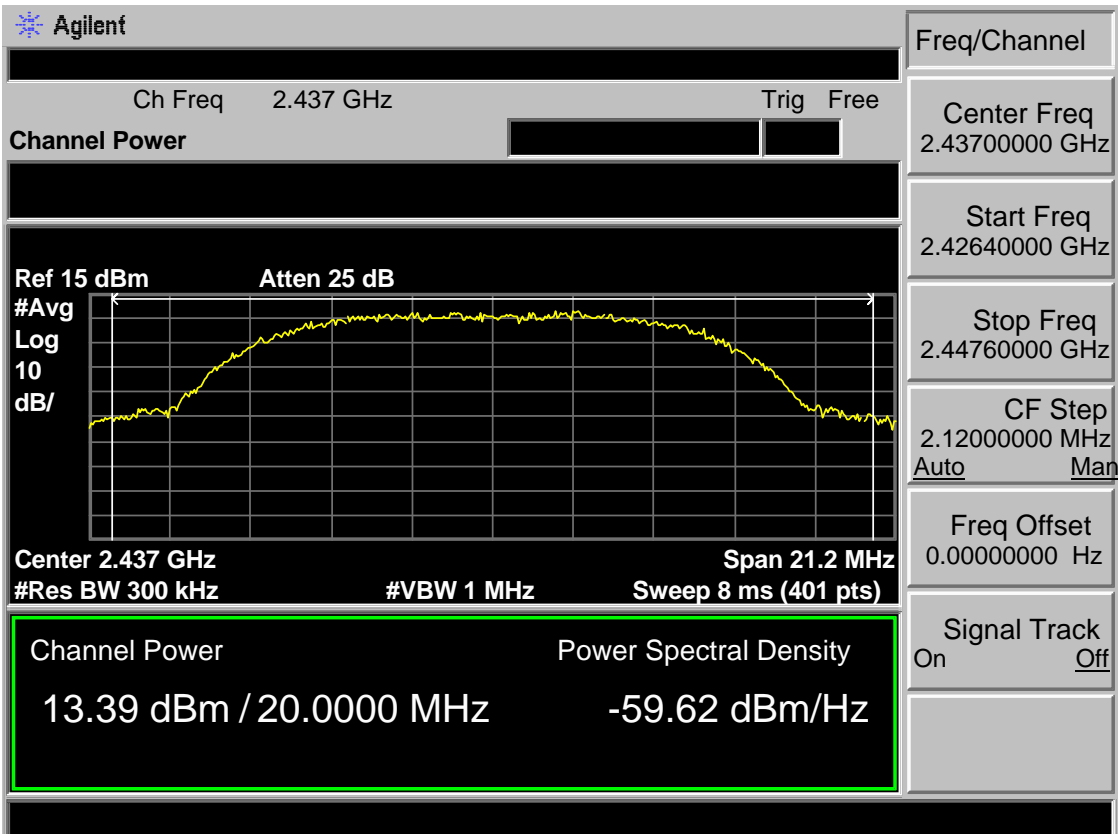 Agilent
Freq/Channel
Ch Freq 2.437 GHz Trig Free
Channel Power
Center Freq
2.43700000 GHz
Start Freq
2.42640000 GHz
Stop Freq
2.44760000 GHz
CF Step
2.12000000 MHz
Auto Man
Freq Offset
0.00000000 Hz
Signal Track
On Off
Ref 15 dBm Atten 25 dB
#Avg
Log
10
dB/
Center 2.437 GHz Span 21.2 MHz
#Res BW 300 kHz #VBW 1 MHz Sweep 8 ms (401 pts)
Channel Power Power Spectral Density
13.39 dBm / 20.0000 MHz -59.62 dBm/Hz